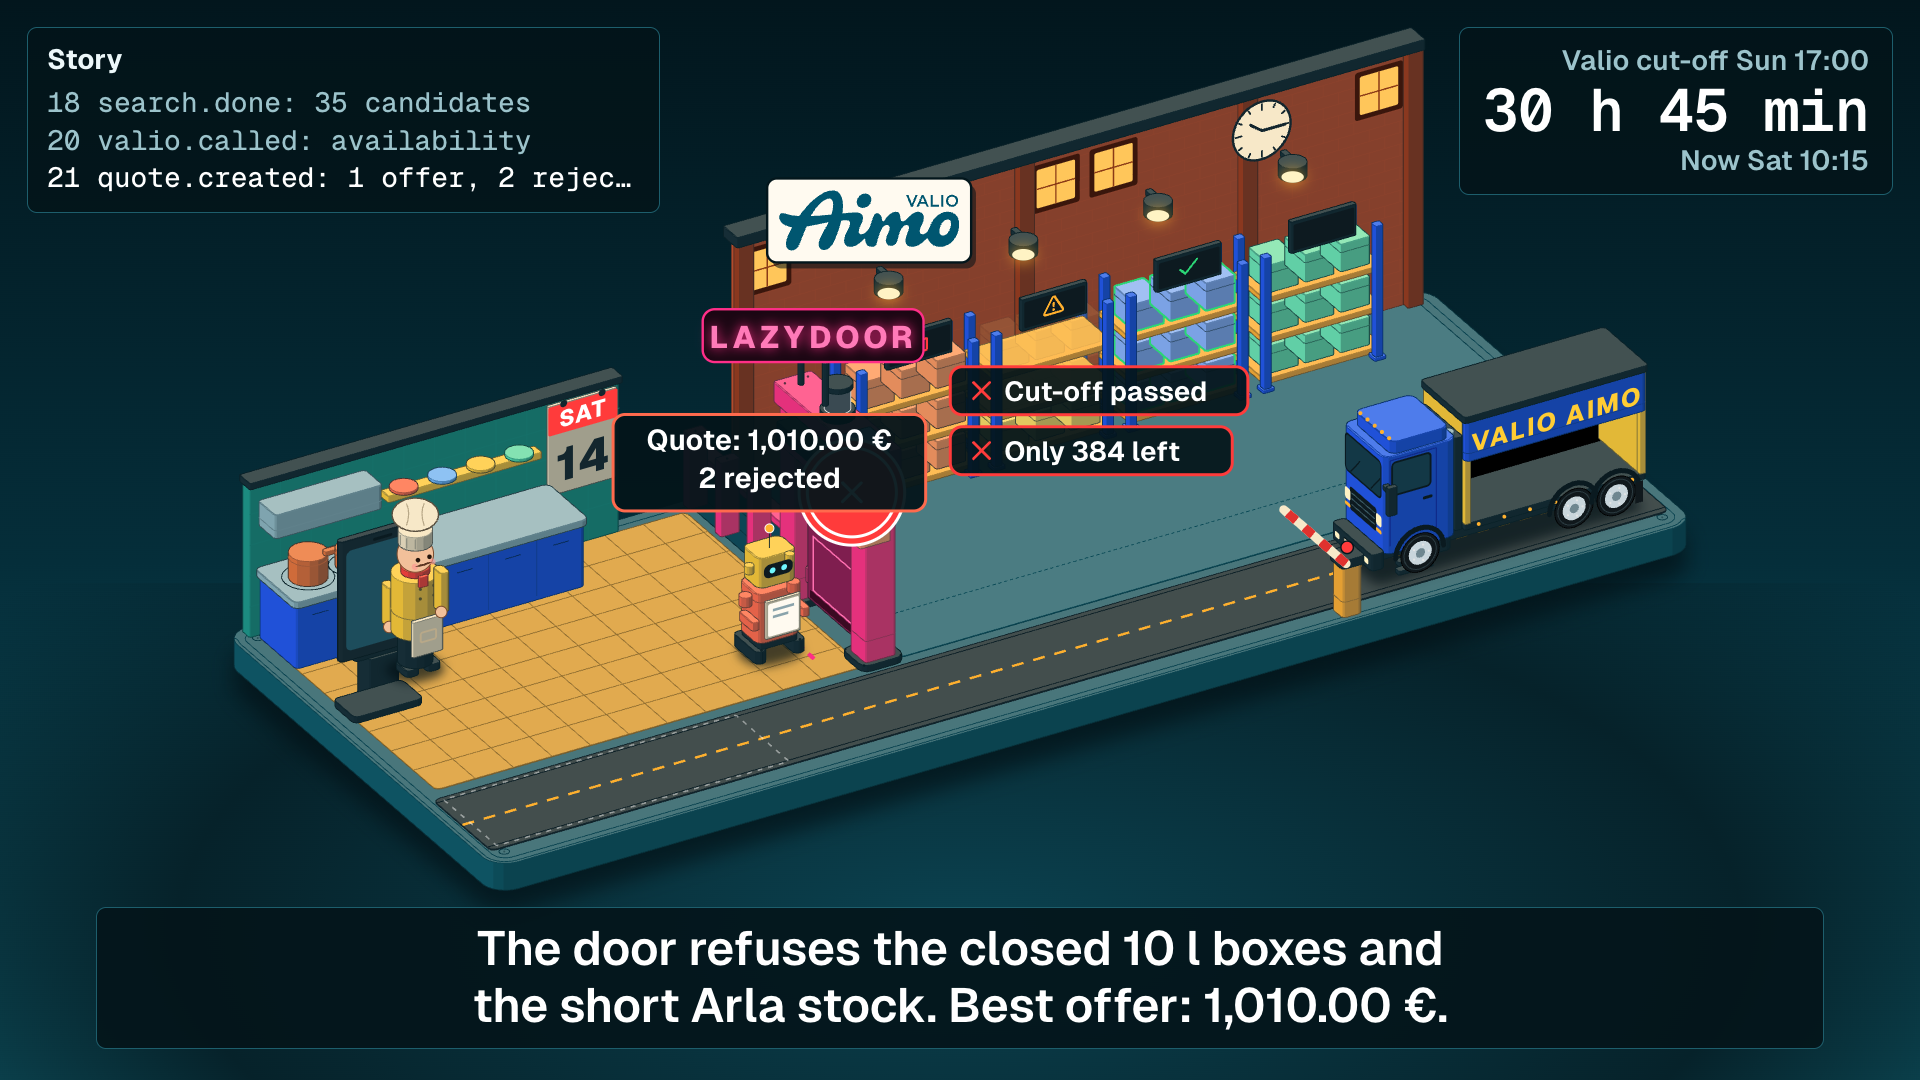 Story
18 search.done: 35 candidates
20 valio.called: availability
21 quote.created: 1 offer, 2 rejec…
Valio cut-off Sun 17:00
30 h 45 min
Now Sat 10:15
VALIO
Aimo
LAZYDOOR
SAT
14
Quote: 1,010.00 €
2 rejected
Cut-off passed
Only 384 left
VALIO AIMO
The door refuses the closed 10 l boxes and
the short Arla stock. Best offer: 1,010.00 €.